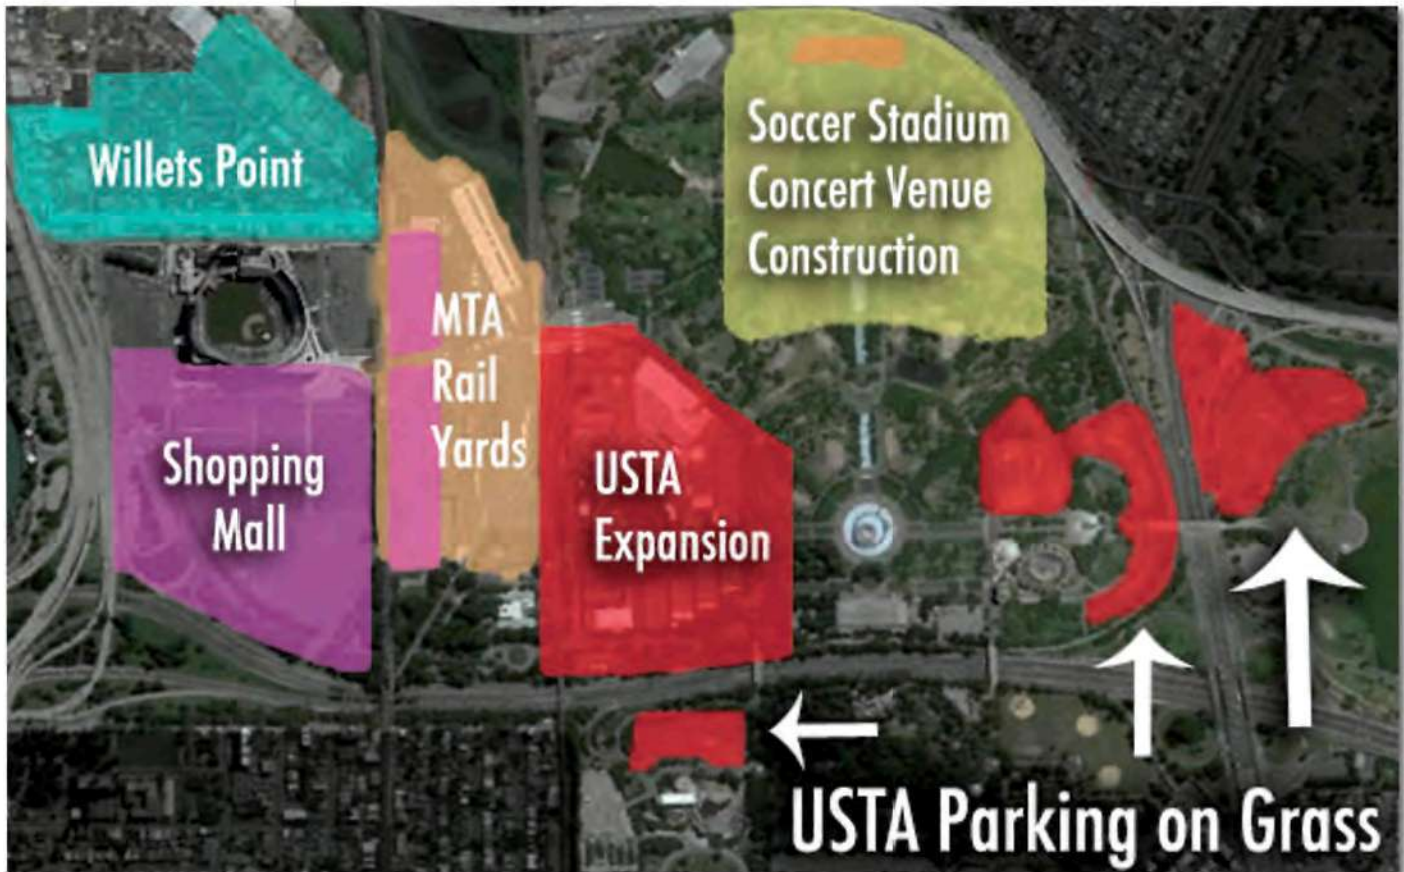 Willets Point
Soccer Stadium
Concert Venue
Construction
MTA
Rail
Yards
Shopping
Mall
USTA
Expansion
USTA Parking on Grass